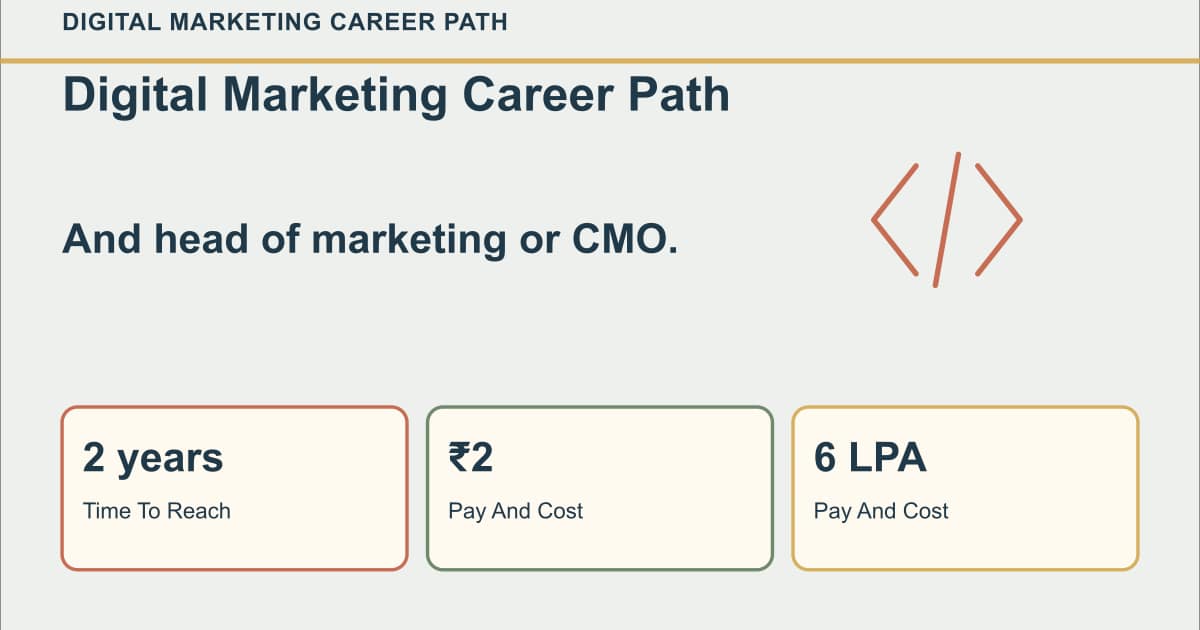 DIGITAL MARKETING CAREER PATH
Digital Marketing Career Path
And head of marketing or CMO.
2 years
Time To Reach
₹2
Pay And Cost
6 LPA
Pay And Cost